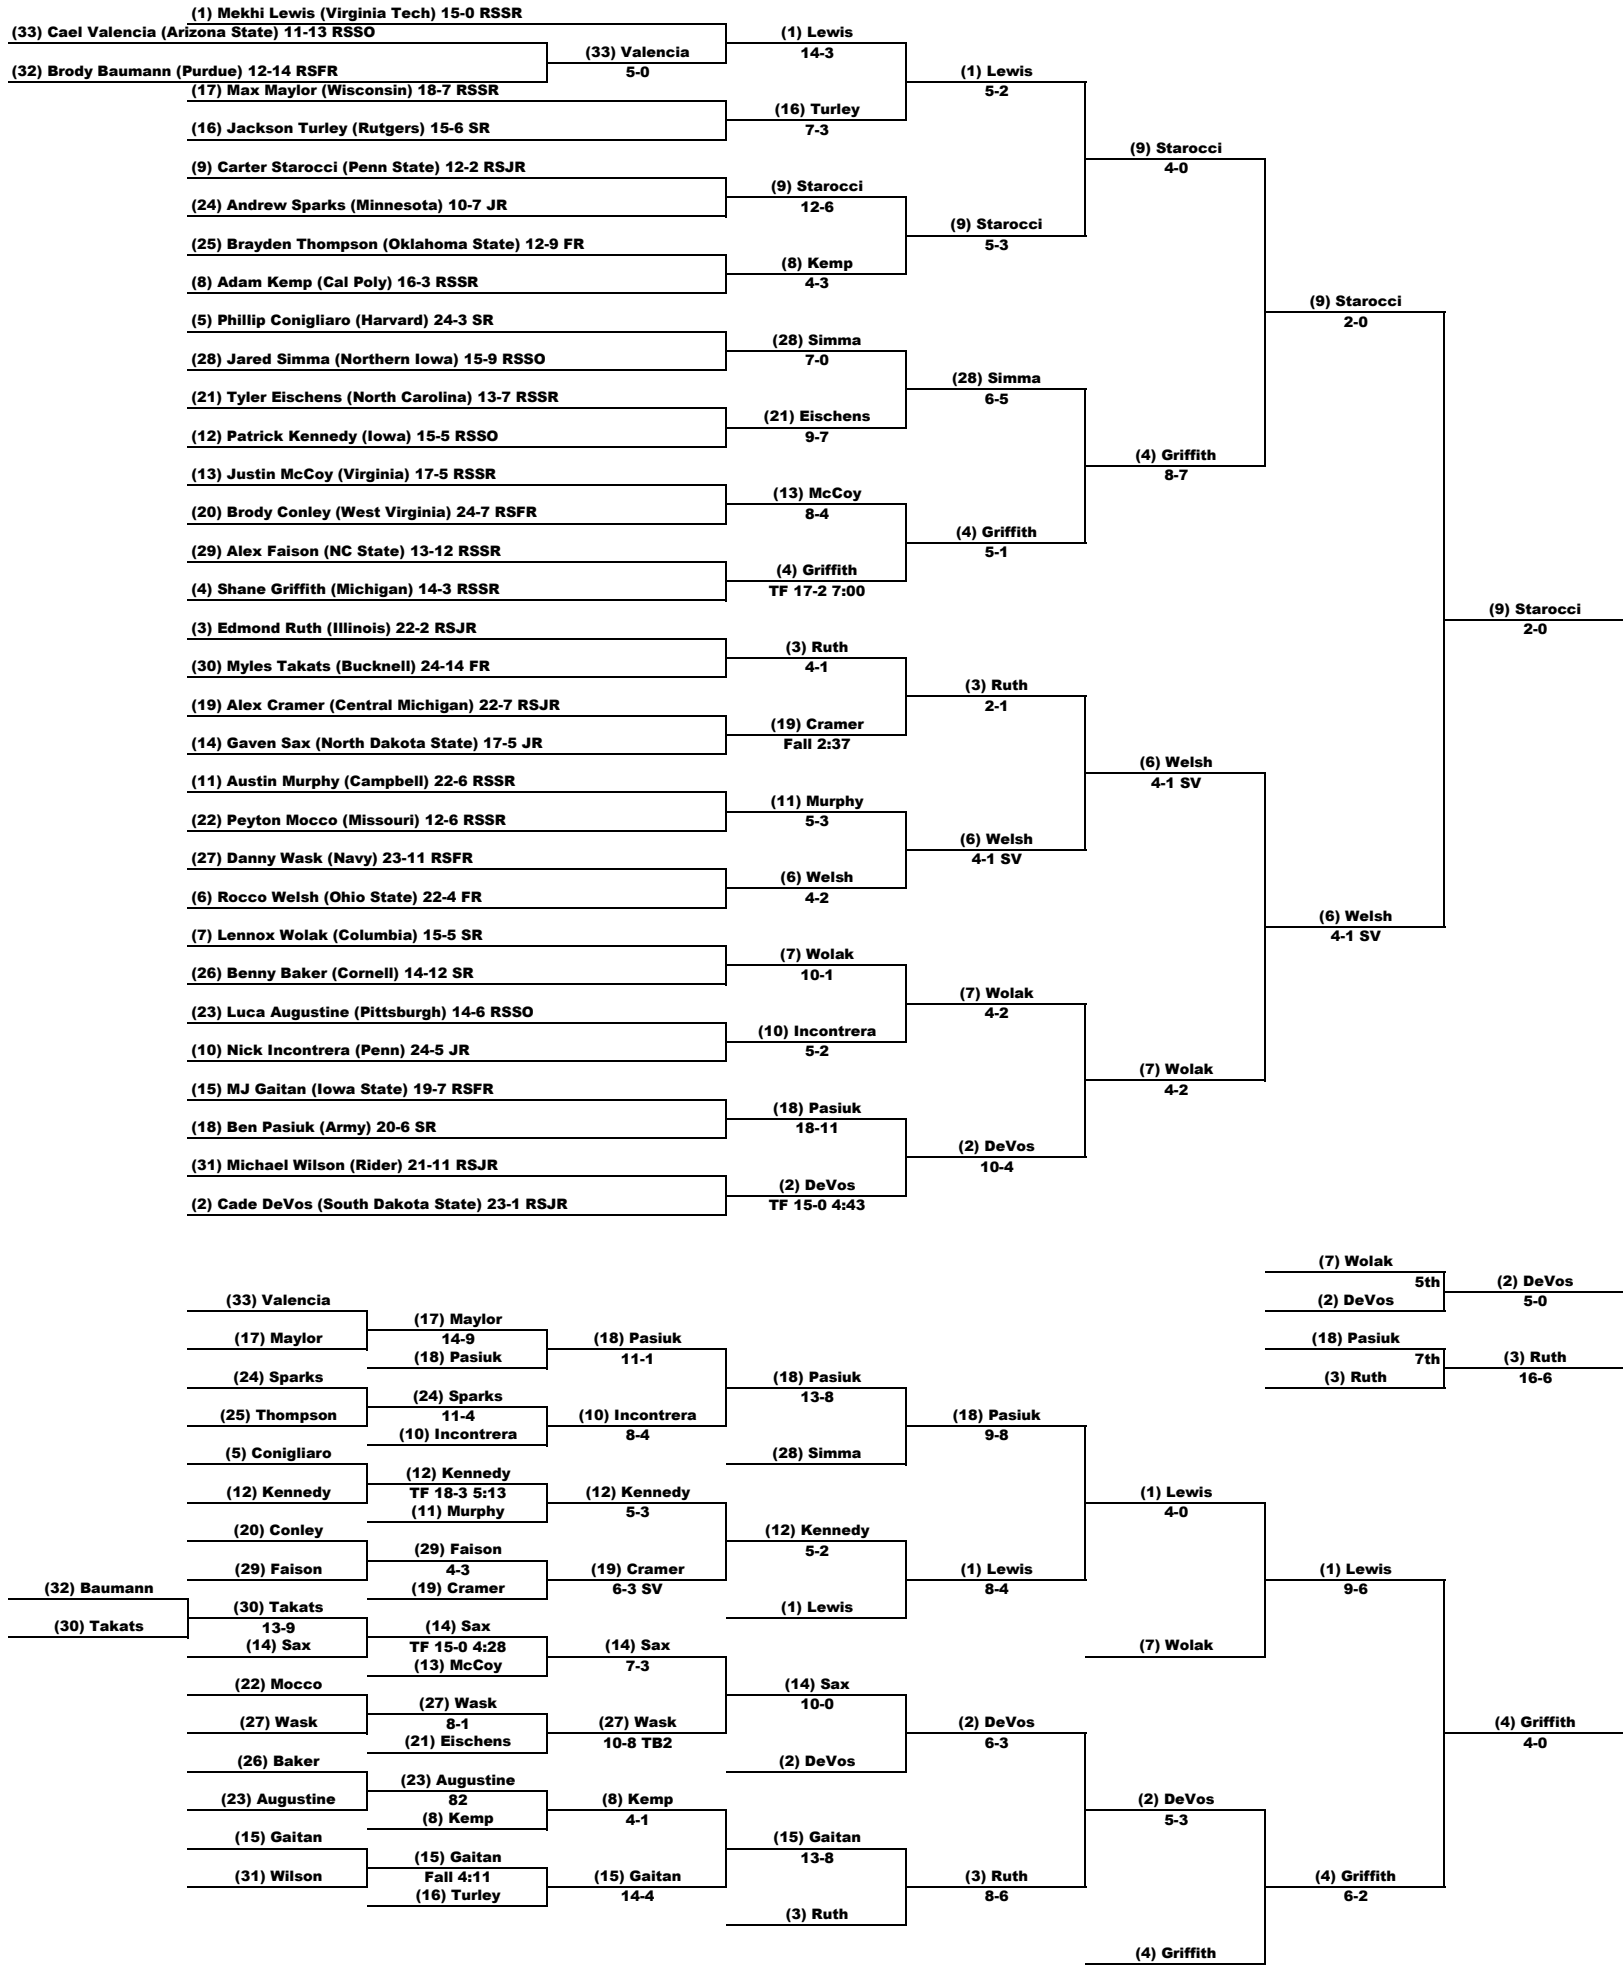 (1) Mekhi Lewis (Virginia Tech) 15-0 RSSR
(33) Cael Valencia (Arizona State) 11-13 RSSO
(1) Lewis
14-3
(33) Valencia
5-0
(32) Brody Baumann (Purdue) 12-14 RSFR
(1) Lewis
5-2
(17) Max Maylor (Wisconsin) 18-7 RSSR
(16) Turley
7-3
(16) Jackson Turley (Rutgers) 15-6 SR
(9) Starocci
4-0
(9) Carter Starocci (Penn State) 12-2 RSJR
(9) Starocci
12-6
(24) Andrew Sparks (Minnesota) 10-7 JR
(9) Starocci
5-3
(25) Brayden Thompson (Oklahoma State) 12-9 FR
(8) Kemp
4-3
(8) Adam Kemp (Cal Poly) 16-3 RSSR
(9) Starocci
2-0
(5) Phillip Conigliaro (Harvard) 24-3 SR
(28) Simma
7-0
(28) Jared Simma (Northern Iowa) 15-9 RSSO
(28) Simma
6-5
(21) Tyler Eischens (North Carolina) 13-7 RSSR
(21) Eischens
9-7
(12) Patrick Kennedy (Iowa) 15-5 RSSO
(4) Griffith
8-7
(13) Justin McCoy (Virginia) 17-5 RSSR
(13) McCoy
8-4
(20) Brody Conley (West Virginia) 24-7 RSFR
(4) Griffith
5-1
(29) Alex Faison (NC State) 13-12 RSSR
(4) Griffith
TF 17-2 7:00
(4) Shane Griffith (Michigan) 14-3 RSSR
(9) Starocci
2-0
(3) Edmond Ruth (Illinois) 22-2 RSJR
(3) Ruth
4-1
(30) Myles Takats (Bucknell) 24-14 FR
(3) Ruth
2-1
(19) Alex Cramer (Central Michigan) 22-7 RSJR
(19) Cramer
Fall 2:37
(14) Gaven Sax (North Dakota State) 17-5 JR
(6) Welsh
4-1 SV
(11) Austin Murphy (Campbell) 22-6 RSSR
(11) Murphy
5-3
(22) Peyton Mocco (Missouri) 12-6 RSSR
(6) Welsh
4-1 SV
(27) Danny Wask (Navy) 23-11 RSFR
(6) Welsh
4-2
(6) Rocco Welsh (Ohio State) 22-4 FR
(6) Welsh
4-1 SV
(7) Lennox Wolak (Columbia) 15-5 SR
(7) Wolak
10-1
(26) Benny Baker (Cornell) 14-12 SR
(7) Wolak
4-2
(23) Luca Augustine (Pittsburgh) 14-6 RSSO
(10) Incontrera
5-2
(10) Nick Incontrera (Penn) 24-5 JR
(7) Wolak
4-2
(15) MJ Gaitan (Iowa State) 19-7 RSFR
(18) Pasiuk
18-11
(18) Ben Pasiuk (Army) 20-6 SR
(2) DeVos
10-4
(31) Michael Wilson (Rider) 21-11 RSJR
(2) DeVos
TF 15-0 4:43
(2) Cade DeVos (South Dakota State) 23-1 RSJR
(7) Wolak
5th
(2) DeVos
(2) DeVos
5-0
(18) Pasiuk
7th
(3) Ruth
(3) Ruth
16-6
(33) Valencia
(17) Maylor
(17) Maylor
14-9
(18) Pasiuk
(18) Pasiuk
11-1
(24) Sparks
(25) Thompson
(24) Sparks
11-4
(10) Incontrera
(10) Incontrera
8-4
(18) Pasiuk
13-8
(28) Simma
(18) Pasiuk
9-8
(5) Conigliaro
(12) Kennedy
(12) Kennedy
TF 18-3 5:13
(11) Murphy
(12) Kennedy
5-3
(20) Conley
(29) Faison
(29) Faison
4-3
(19) Cramer
(19) Cramer
6-3 SV
(12) Kennedy
5-2
(1) Lewis
(1) Lewis
8-4
(1) Lewis
4-0
(7) Wolak
(1) Lewis
9-6
(32) Baumann
(30) Takats
(30) Takats
13-9
(14) Sax
(14) Sax
TF 15-0 4:28
(13) McCoy
(14) Sax
7-3
(22) Mocco
(27) Wask
(27) Wask
8-1
(21) Eischens
(27) Wask
10-8 TB2
(14) Sax
10-0
(2) DeVos
(2) DeVos
6-3
(26) Baker
(23) Augustine
(23) Augustine
82
(8) Kemp
(8) Kemp
4-1
(15) Gaitan
(31) Wilson
(15) Gaitan
Fall 4:11
(16) Turley
(15) Gaitan
14-4
(15) Gaitan
13-8
(3) Ruth
(3) Ruth
8-6
(2) DeVos
5-3
(4) Griffith
(4) Griffith
6-2
(4) Griffith
4-0